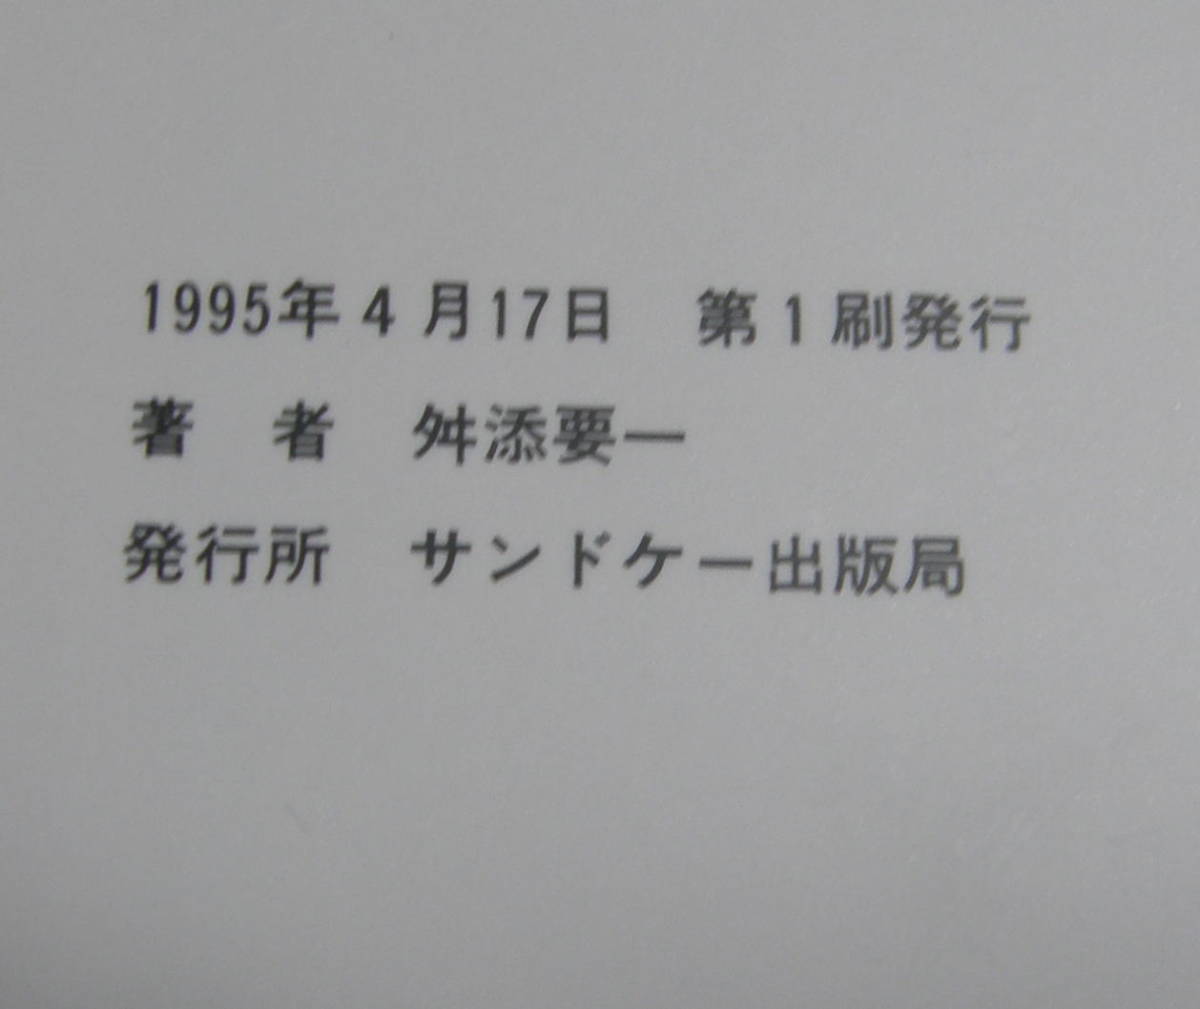 1995年4月17日　第1刷発行
著　者　舛添要一
発行所　サンドケー出版局